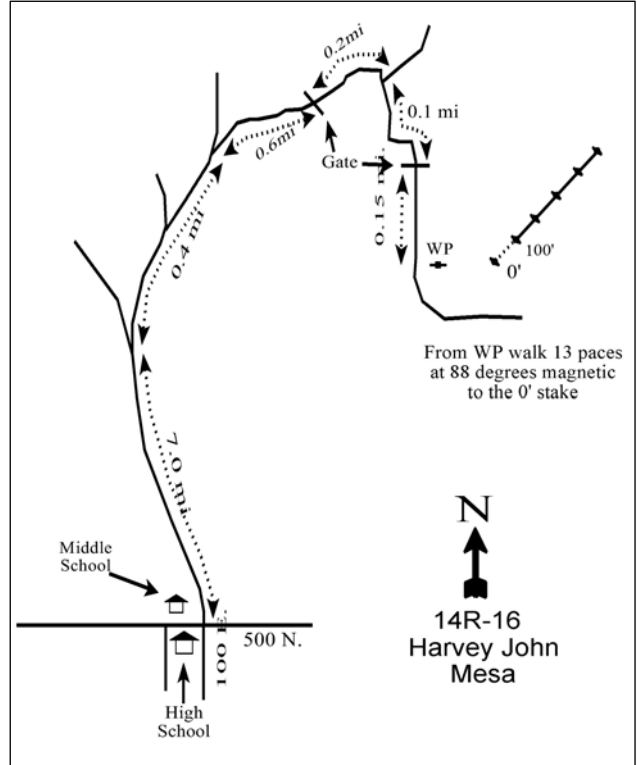 0.2mi
0.1 mi
0.6mi
Gate
0.15 mi.
0.4 mi
WP
100'
0'
From WP walk 13 paces
at 88 degrees magnetic
to the 0' stake
7.0 mi
N
Middle
School
14R-16
Harvey John
Mesa
500 N.
100 E.
High
School